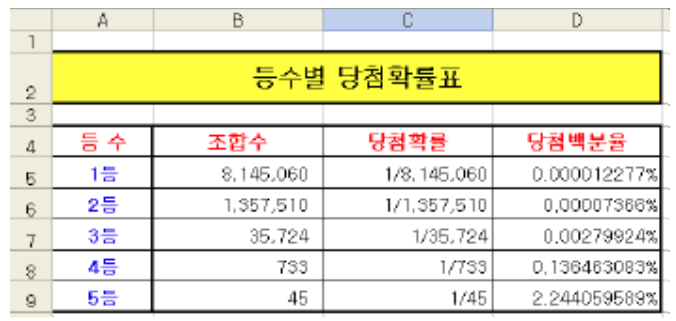 A B C D
1
2 등수별 당첨확률표
3
4 등 수 조합수 당첨확률 당첨백분율
5 1등 8,145,060 1/8,145,060 0.000012277%
6 2등 1,357,510 1/1,357,510 0,00007366%
7 3등 35,724 1/35,724 0.00279924%
8 4등 733 1/733 0,136463083%
9 5등 45 1/45 2,244059589%